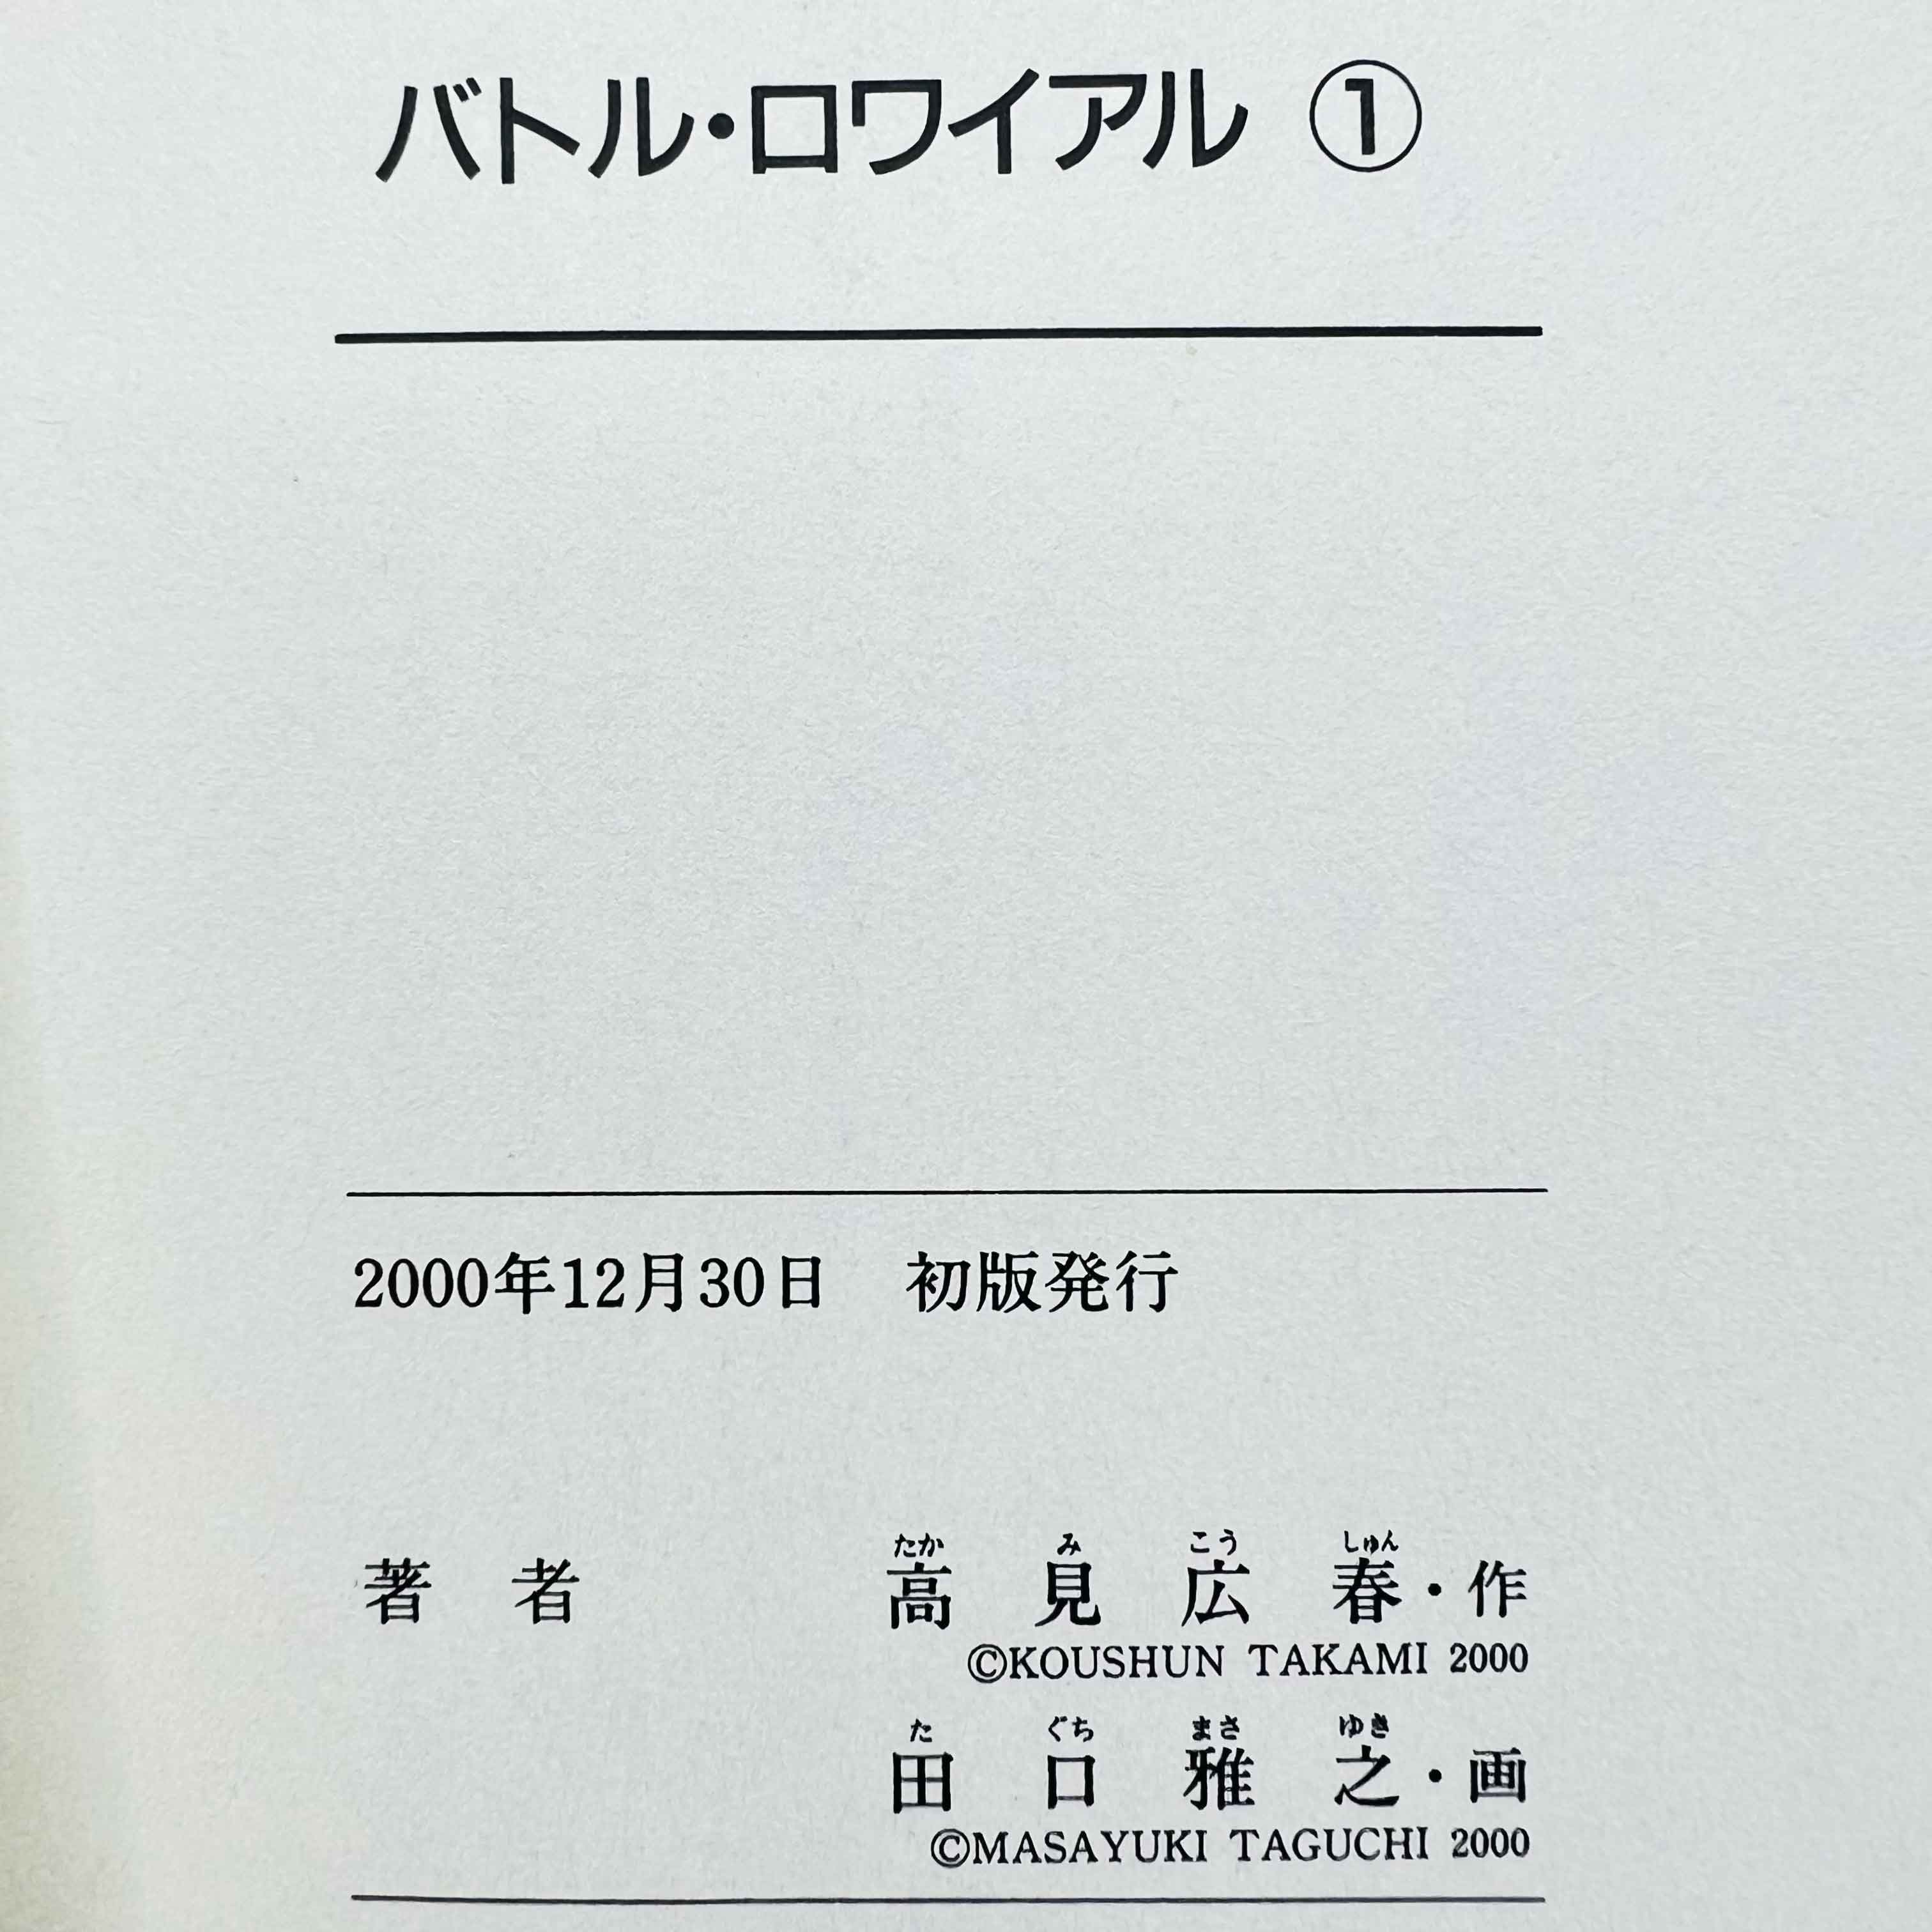 バトル・ロワイアル ①
2000年12月30日 初版発行
たか み こう しゅん
著者 高見広春・作
©KOUSHUN TAKAMI 2000
た ぐち まさ ゆき
田口雅之・画
©MASAYUKI TAGUCHI 2000